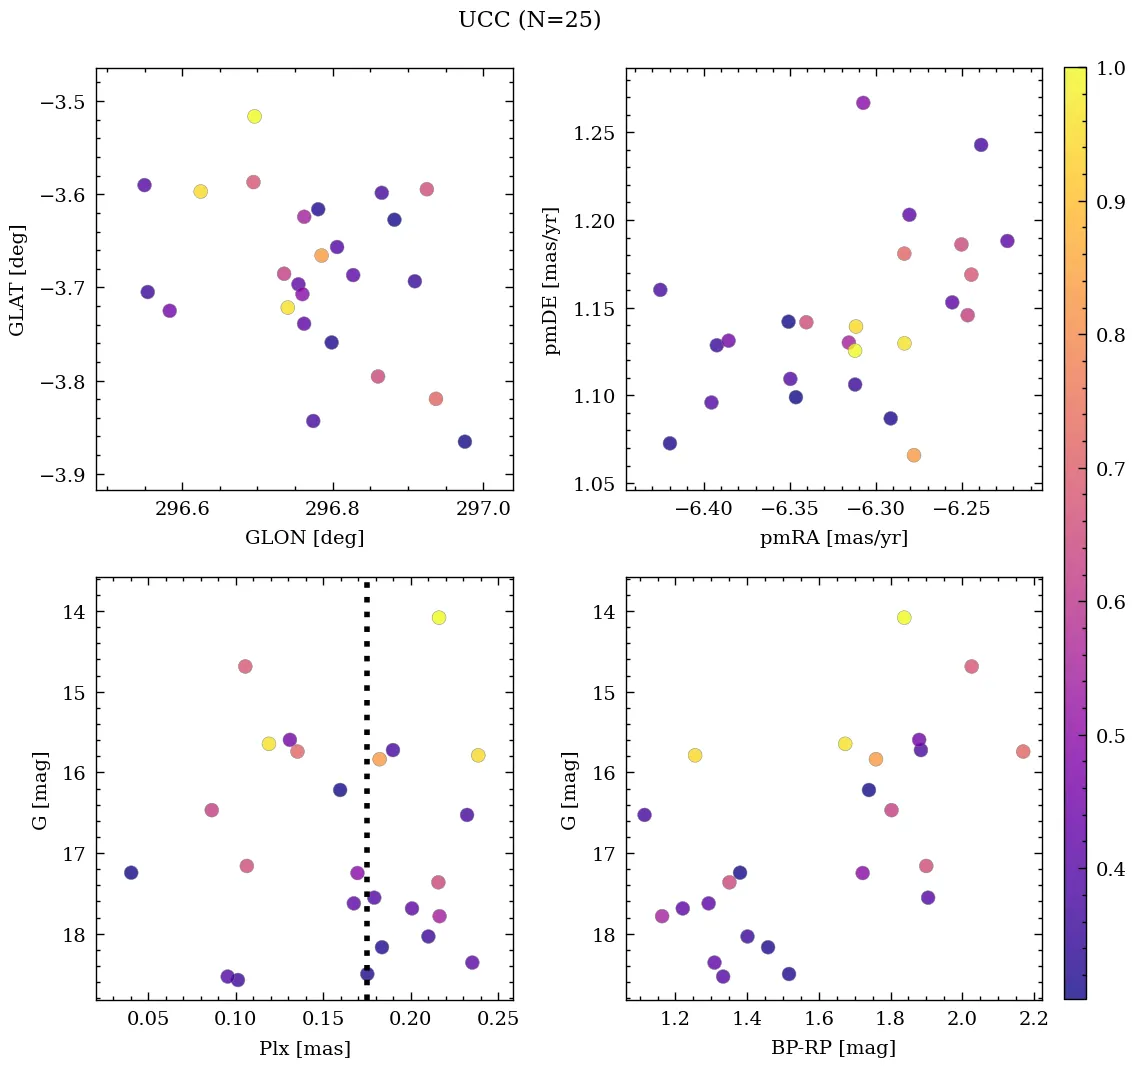 UCC (N=25)
−3.5
−3.6
−3.7
−3.8
−3.9
GLAT [deg]
296.6 296.8 297.0
GLON [deg]
1.25
1.20
1.15
1.10
1.05
pmDE [mas/yr]
−6.40 −6.35 −6.30 −6.25
pmRA [mas/yr]
14
15
16
17
18
G [mag]
0.05 0.10 0.15 0.20 0.25
Plx [mas]
14
15
16
17
18
G [mag]
1.2 1.4 1.6 1.8 2.0 2.2
BP-RP [mag]
1.0
0.9
0.8
0.7
0.6
0.5
0.4